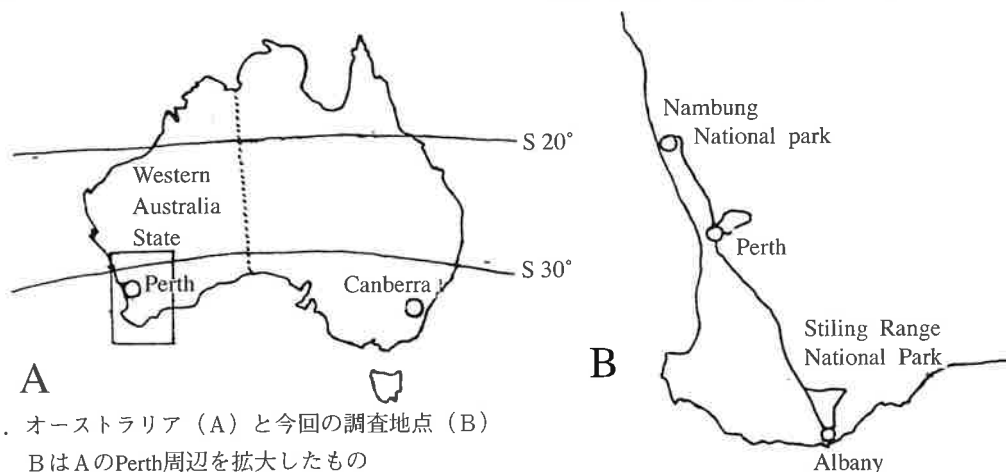 S 20°
Western
Australia
State
S 30°
Perth
Canberra
A
Nambung
National park
Perth
Stiling Range
National Park
B
Albany
. オーストラリア（A）と今回の調査地点（B）
BはAのPerth周辺を拡大したもの